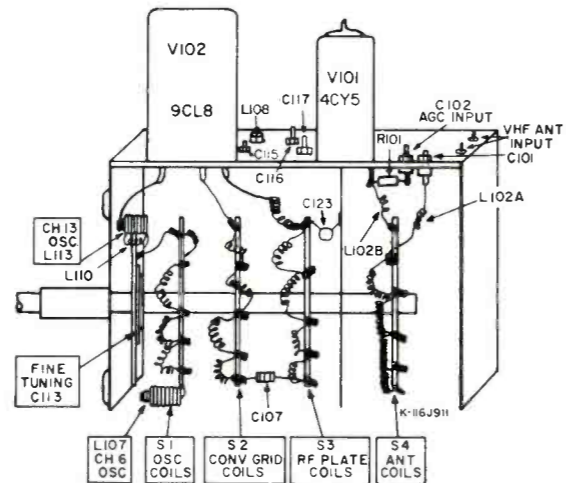 V102
9CL8
V101
4CY5
L108
C117
C115
C116
C102
AGC INPUT
R101
VHF ANT
INPUT
C101
L102A
L102B
C123
CH 13
OSC
L113
L110
FINE
TUNING
C113
C107
K-116J911
L107
CH 6
OSC
S1
OSC
COILS
S2
CONV GRID
COILS
S3
RF PLATE
COILS
S4
ANT
COILS